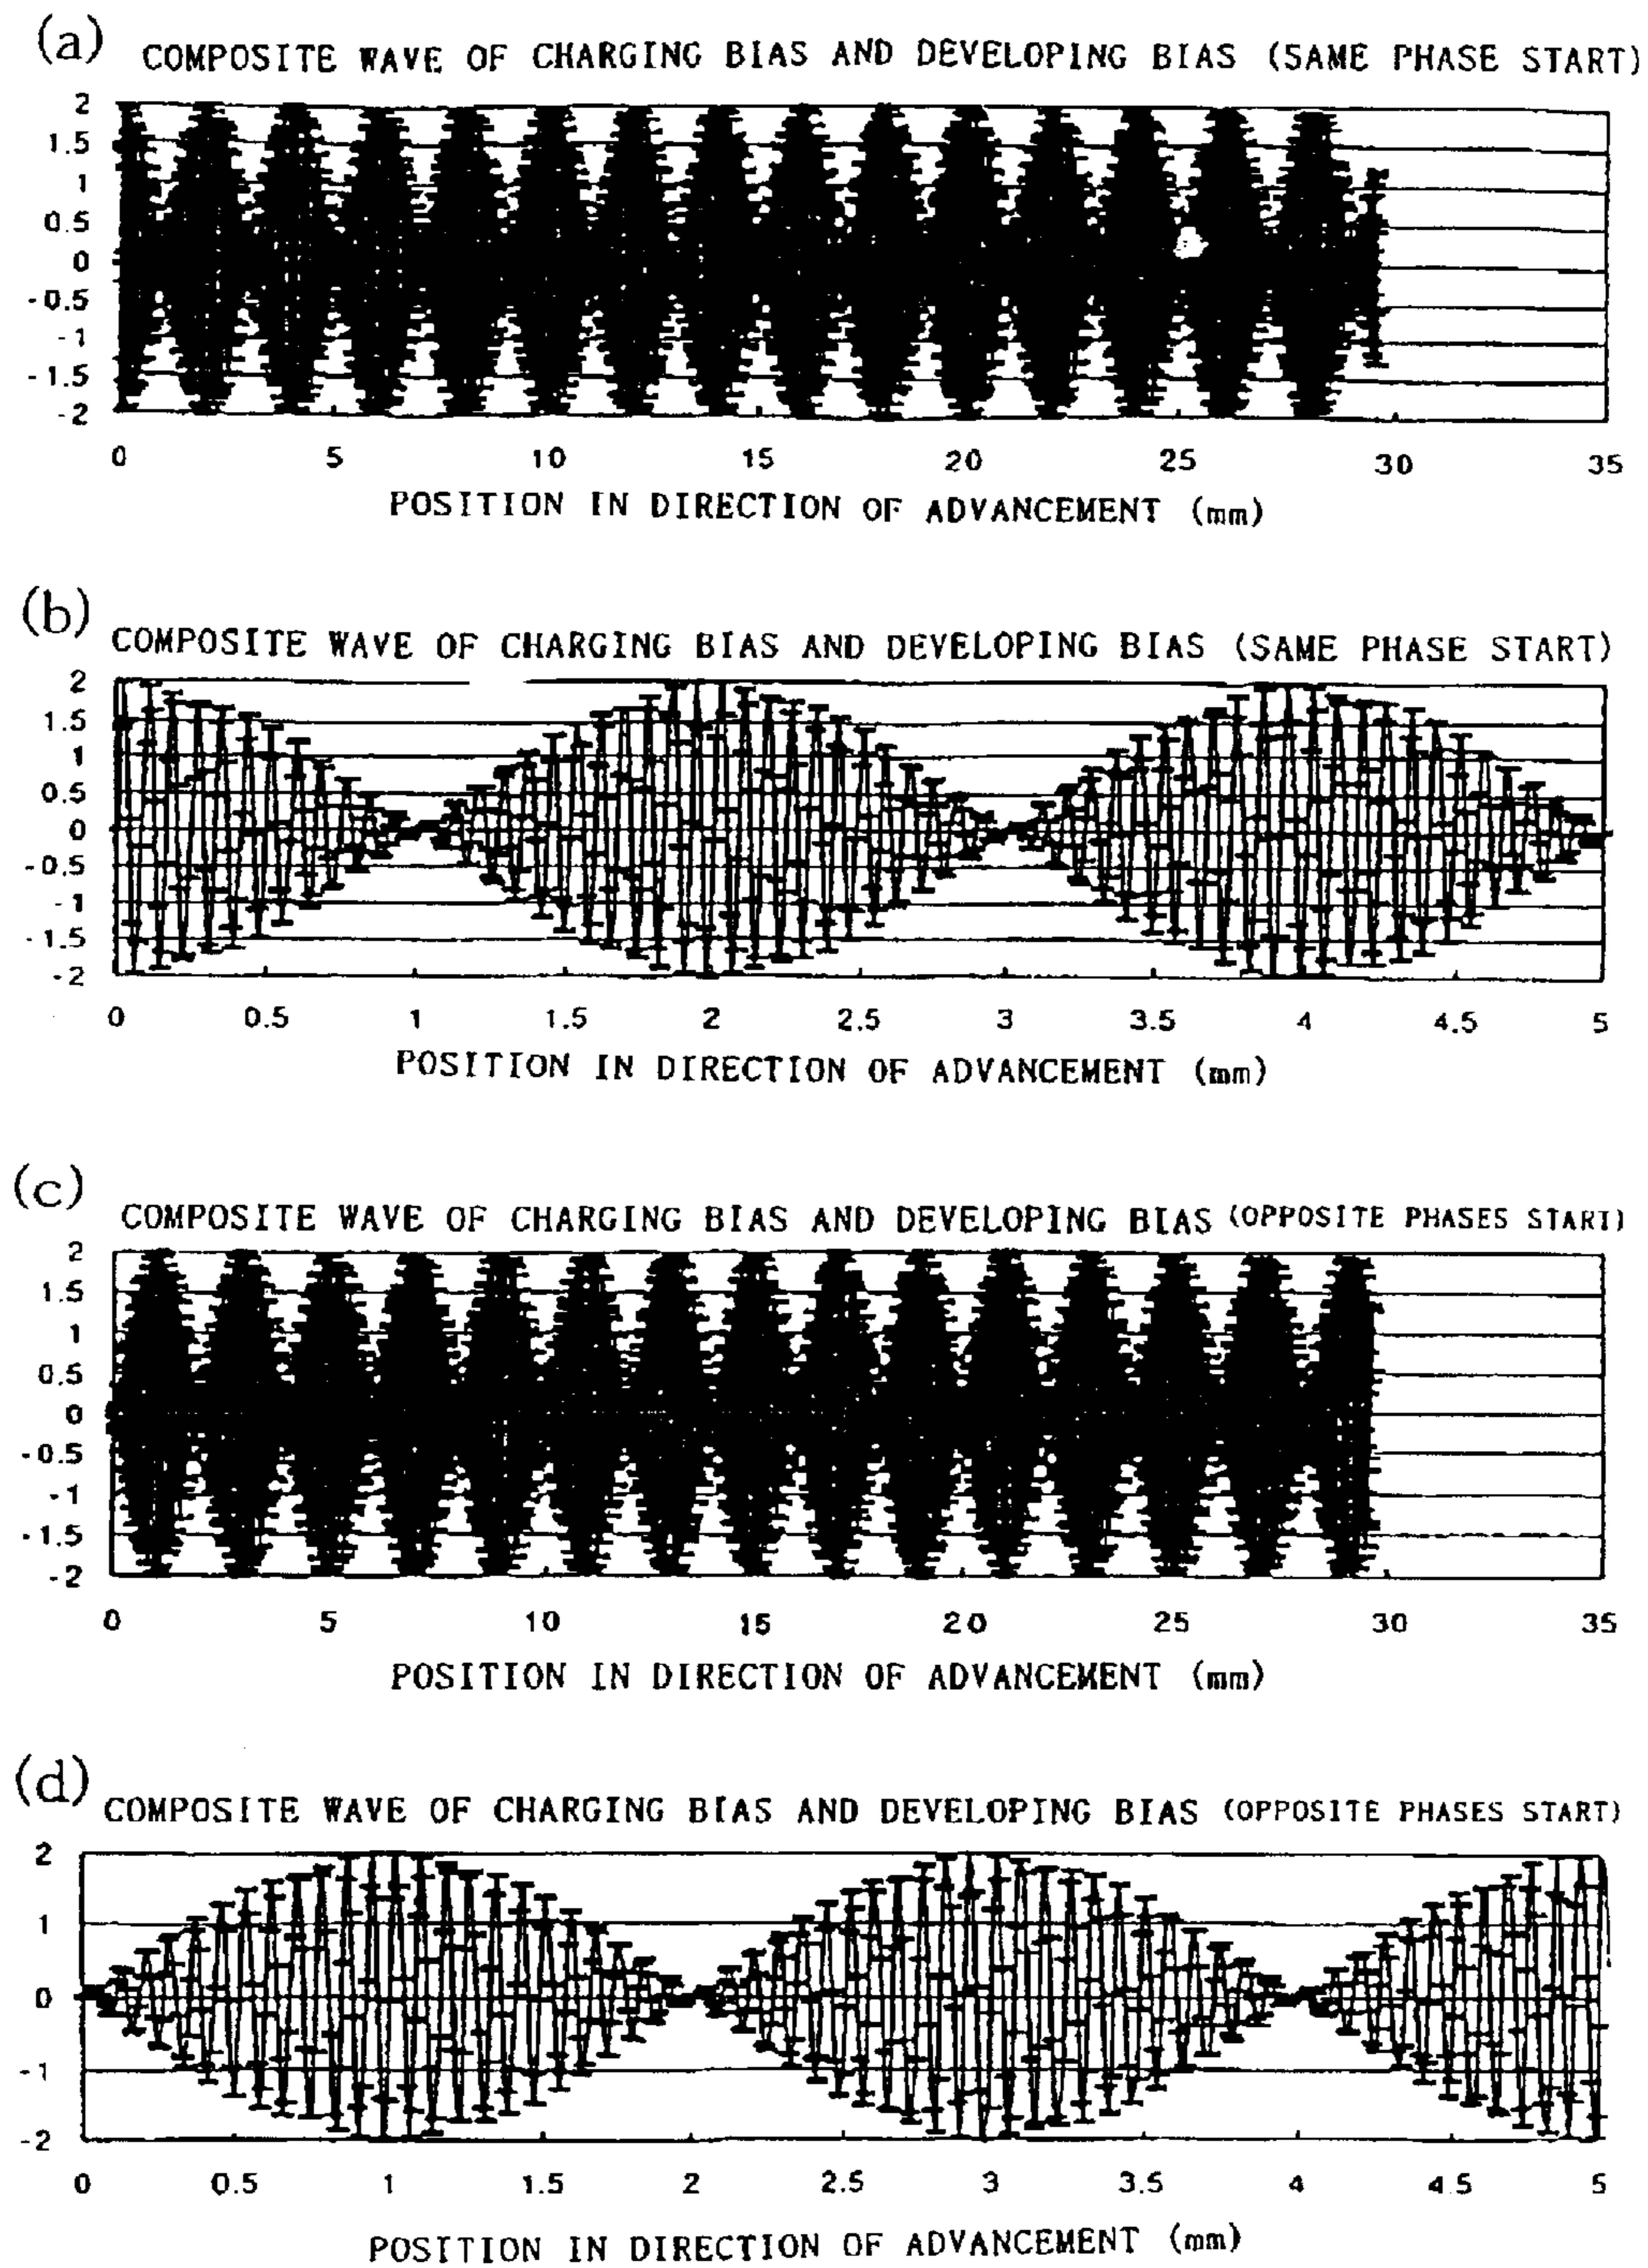 (a)
COMPOSITE WAVE OF CHARGING BIAS AND DEVELOPING BIAS (SAME PHASE START)
2
1.5
1
0.5
0
-0.5
-1
-1.5
-2
0 5 10 15 20 25 30 35
POSITION IN DIRECTION OF ADVANCEMENT (mm)
(b)
COMPOSITE WAVE OF CHARGING BIAS AND DEVELOPING BIAS (SAME PHASE START)
2
1.5
1
0.5
0
-0.5
-1
-1.5
-2
0 0.5 1 1.5 2 2.5 3 3.5 4 4.5 5
POSITION IN DIRECTION OF ADVANCEMENT (mm)
(c)
COMPOSITE WAVE OF CHARGING BIAS AND DEVELOPING BIAS (OPPOSITE PHASES START)
2
1.5
1
0.5
0
-0.5
-1
-1.5
-2
0 5 10 15 20 25 30 35
POSITION IN DIRECTION OF ADVANCEMENT (mm)
(d)
COMPOSITE WAVE OF CHARGING BIAS AND DEVELOPING BIAS (OPPOSITE PHASES START)
2
1
0
-1
-2
0 0.5 1 1.5 2 2.5 3 3.5 4 4.5 5
POSITION IN DIRECTION OF ADVANCEMENT (mm)